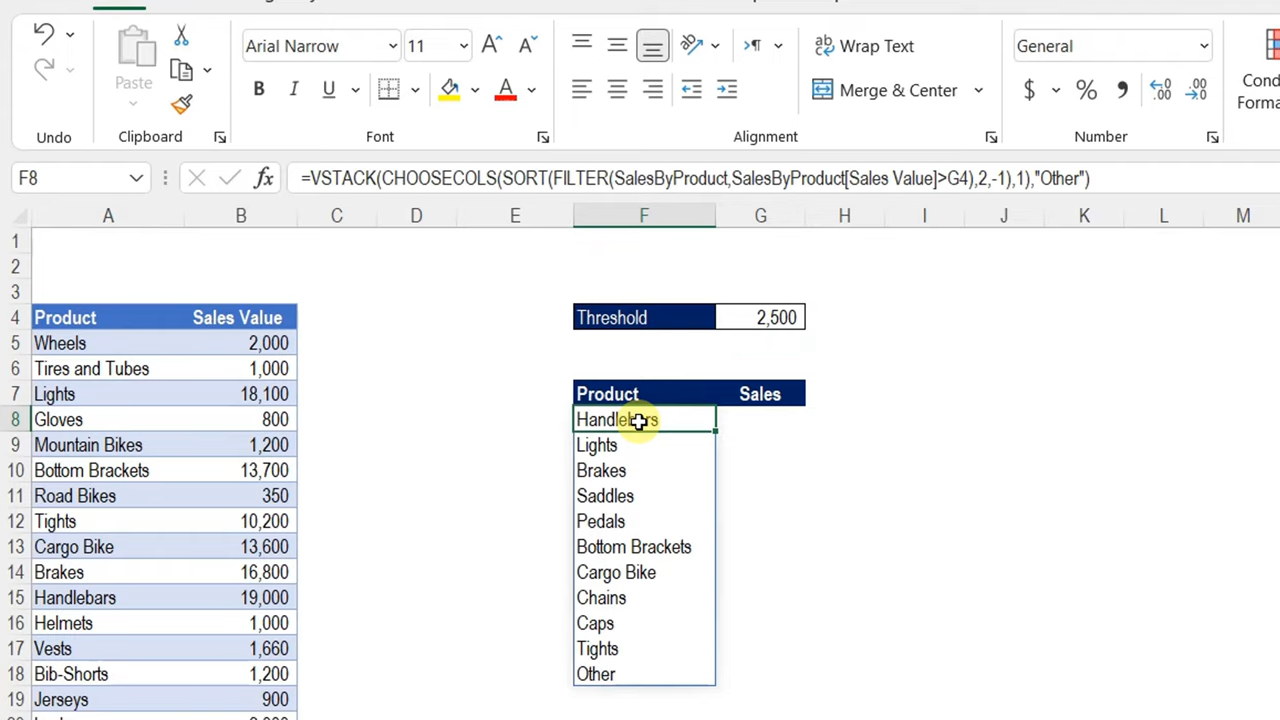 Arial Narrow 11 Wrap Text General
Paste B I U A Merge & Center $ % Cond
Forma
Undo Clipboard Font Alignment Number
F8 fx =VSTACK(CHOOSECOLS(SORT(FILTER(SalesByProduct,SalesByProduct[Sales Value]>G4),2,-1),1),"Other")
A B C D E F G H I J K L M
1
2
3
4 Product Sales Value Threshold 2,500
5 Wheels 2,000
6 Tires and Tubes 1,000
7 Lights 18,100 Product Sales
8 Gloves 800 Handlebars
9 Mountain Bikes 1,200 Lights
10 Bottom Brackets 13,700 Brakes
11 Road Bikes 350 Saddles
12 Tights 10,200 Pedals
13 Cargo Bike 13,600 Bottom Brackets
14 Brakes 16,800 Cargo Bike
15 Handlebars 19,000 Chains
16 Helmets 1,000 Caps
17 Vests 1,660 Tights
18 Bib-Shorts 1,200 Other
19 Jerseys 900